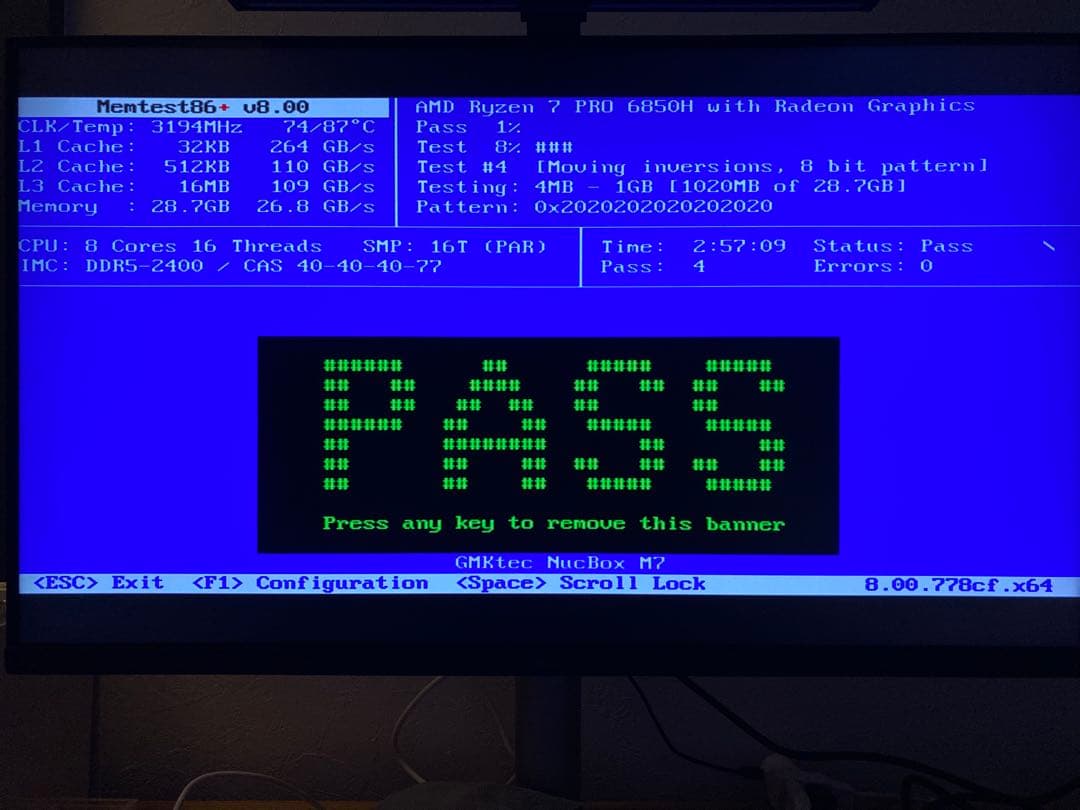 Memtest86+ v8.00
CLK/Temp: 3194MHz 74/87°C
L1 Cache: 32KB 264 GB/s
L2 Cache: 512KB 110 GB/s
L3 Cache: 16MB 109 GB/s
Memory : 28.7GB 26.8 GB/s
AMD Ryzen 7 PRO 6850H with Radeon Graphics
Pass 1%
Test 8% ###
Test #4 [Moving inversions, 8 bit pattern]
Testing: 4MB - 1GB [1020MB of 28.7GB]
Pattern: 0x2020202020202020
CPU: 8 Cores 16 Threads SMP: 16T (PAR)
IMC: DDR5-2400 / CAS 40-40-40-77
Time: 2:57:09 Status: Pass \
Pass: 4 Errors: 0
PASS
Press any key to remove this banner
GMKtec NucBox M7
<ESC> Exit <F1> Configuration <Space> Scroll Lock 8.00.778cf.x64